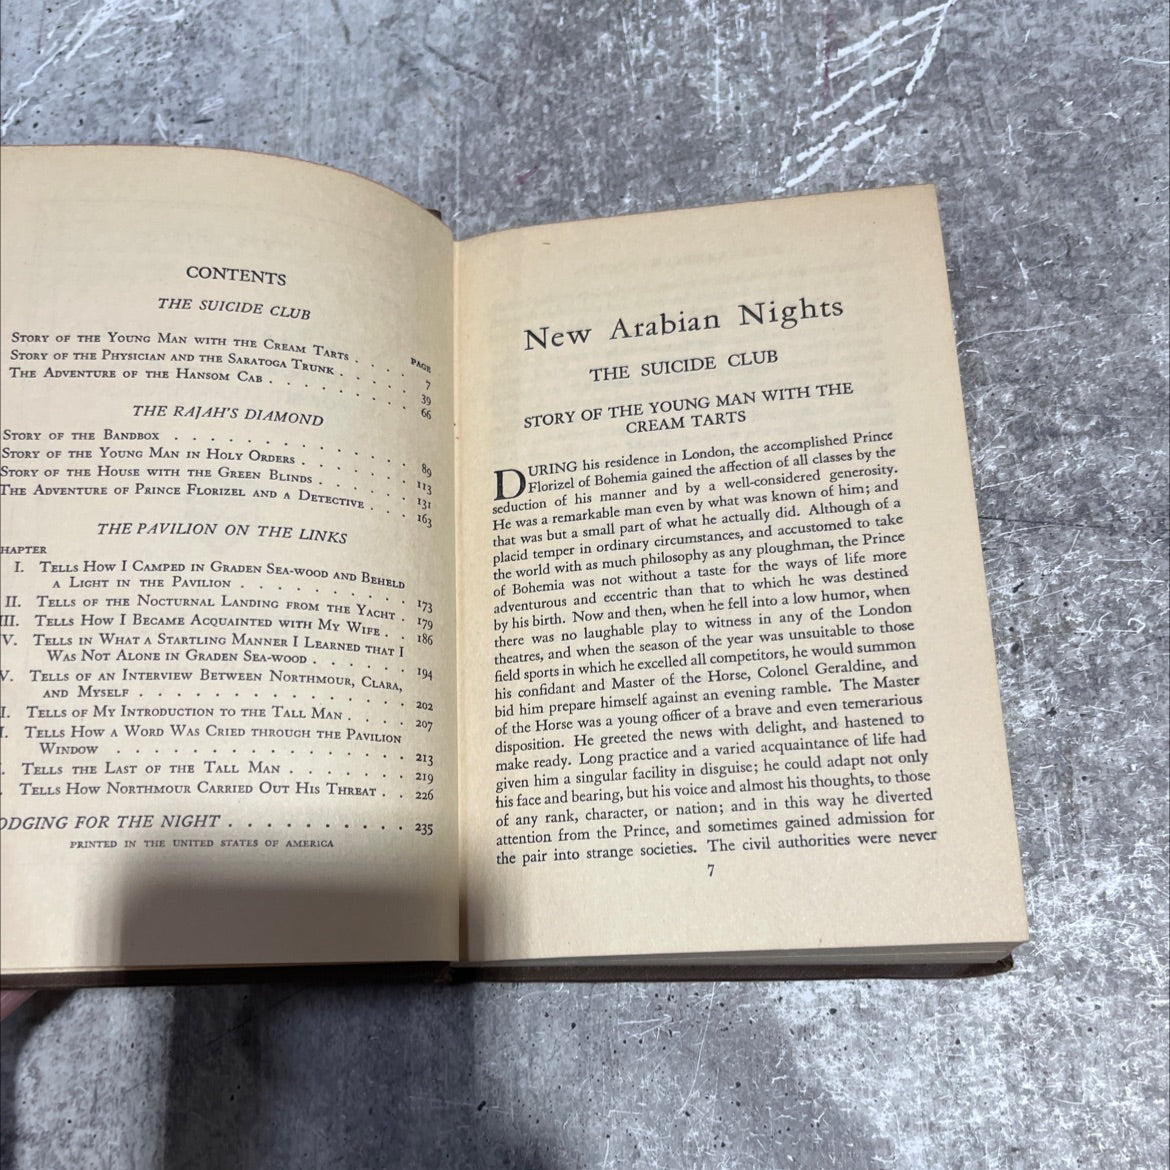 CONTENTS
THE SUICIDE CLUB
PAGE
STORY OF THE YOUNG MAN WITH THE CREAM TARTS . . . 7
STORY OF THE PHYSICIAN AND THE SARATOGA TRUNK . . . . 39
THE ADVENTURE OF THE HANSOM CAB . . . . . . . . 66
THE RAJAH'S DIAMOND
STORY OF THE BANDBOX . . . . . . . . . . . 89
STORY OF THE YOUNG MAN IN HOLY ORDERS . . . . . . 113
STORY OF THE HOUSE WITH THE GREEN BLINDS . . . . . 131
THE ADVENTURE OF PRINCE FLORIZEL AND A DETECTIVE . . . 163
THE PAVILION ON THE LINKS
HAPTER
I. TELLS HOW I CAMPED IN GRADEN SEA-WOOD AND BEHELD
A LIGHT IN THE PAVILION . . . . . . . . . 173
II. TELLS OF THE NOCTURNAL LANDING FROM THE YACHT . 179
III. TELLS HOW I BECAME ACQUAINTED WITH MY WIFE . . 186
V. TELLS IN WHAT A STARTLING MANNER I LEARNED THAT I
WAS NOT ALONE IN GRADEN SEA-WOOD . . . . . . 194
V. TELLS OF AN INTERVIEW BETWEEN NORTHMOUR, CLARA,
AND MYSELF . . . . . . . . . . . . 202
I. TELLS OF MY INTRODUCTION TO THE TALL MAN . . . . 207
I. TELLS HOW A WORD WAS CRIED THROUGH THE PAVILION
WINDOW . . . . . . . . . . . . . 213
. TELLS THE LAST OF THE TALL MAN . . . . . . . 219
. TELLS HOW NORTHMOUR CARRIED OUT HIS THREAT . . 226
ODGING FOR THE NIGHT . . . . . . . . . . 235
PRINTED IN THE UNITED STATES OF AMERICA
New Arabian Nights
THE SUICIDE CLUB
STORY OF THE YOUNG MAN WITH THE
CREAM TARTS
DURING his residence in London, the accomplished Prince
Florizel of Bohemia gained the affection of all classes by the
seduction of his manner and by a well-considered generosity.
He was a remarkable man even by what was known of him; and
that was but a small part of what he actually did. Although of a
placid temper in ordinary circumstances, and accustomed to take
the world with as much philosophy as any ploughman, the Prince
of Bohemia was not without a taste for the ways of life more
adventurous and eccentric than that to which he was destined
by his birth. Now and then, when he fell into a low humor, when
there was no laughable play to witness in any of the London
theatres, and when the season of the year was unsuitable to those
field sports in which he excelled all competitors, he would summon
his confidant and Master of the Horse, Colonel Geraldine, and
bid him prepare himself against an evening ramble. The Master
of the Horse was a young officer of a brave and even temerarious
disposition. He greeted the news with delight, and hastened to
make ready. Long practice and a varied acquaintance of life had
given him a singular facility in disguise; he could adapt not only
his face and bearing, but his voice and almost his thoughts, to those
of any rank, character, or nation; and in this way he diverted
attention from the Prince, and sometimes gained admission for
the pair into strange societies. The civil authorities were never
7